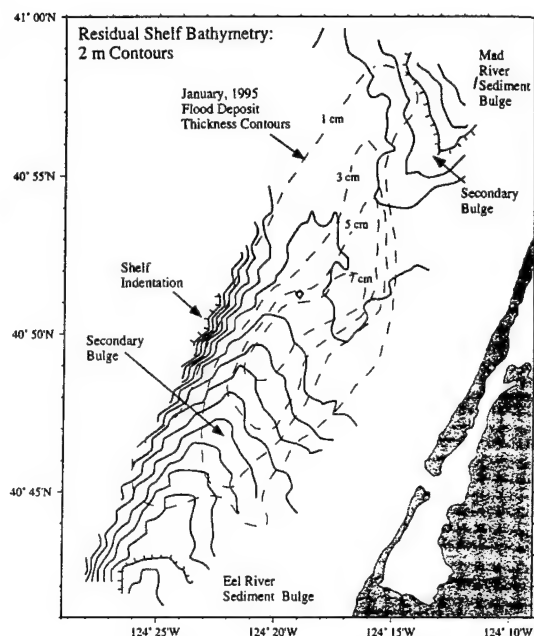 41° 00'N
Residual Shelf Bathymetry:
2 m Contours
Mad
River
Sediment
Bulge
January, 1995
Flood Deposit
Thickness Contours
1 cm
40° 55'N
3 cm
Secondary
Bulge
5 cm
Shelf
Indentation
7 cm
40° 50'N
Secondary
Bulge
40° 45'N
Eel River
Sediment Bulge
124° 25'W
124° 20'W
124° 15'W
124° 10'W